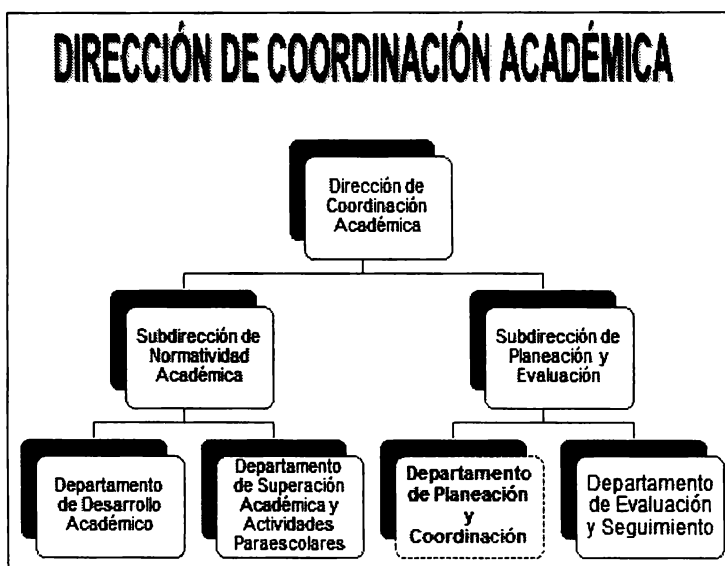 DIRECCIÓN DE COORDINACIÓN ACADÉMICA
Dirección de
Coordinación
Académica
Subdirección de
Normatividad
Académica
Subdirección de
Planeación y
Evaluación
Departamento
de Desarrollo
Académico
Departamento
de Superación
Académica y
Actividades
Paraescolares
Departamento
de Planeación
y
Coordinación
Departamento
de Evaluación
y Seguimiento